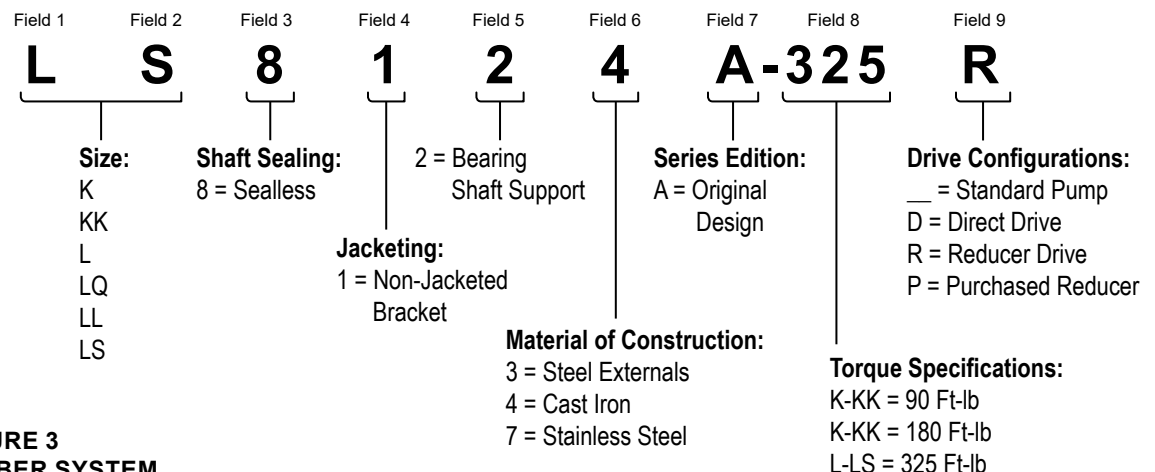 Field 1 Field 2 Field 3 Field 4 Field 5 Field 6 Field 7 Field 8 Field 9
L S 8 1 2 4 A-325 R
Size:
K
KK
L
LQ
LL
LS
Shaft Sealing:
8 = Sealless
Jacketing:
1 = Non-Jacketed
Bracket
2 = Bearing
Shaft Support
Material of Construction:
3 = Steel Externals
4 = Cast Iron
7 = Stainless Steel
Series Edition:
A = Original
Design
Torque Specifications:
K-KK = 90 Ft-lb
K-KK = 180 Ft-lb
L-LS = 325 Ft-lb
Drive Configurations:
__ = Standard Pump
D = Direct Drive
R = Reducer Drive
P = Purchased Reducer
URE 3
BER SYSTEM